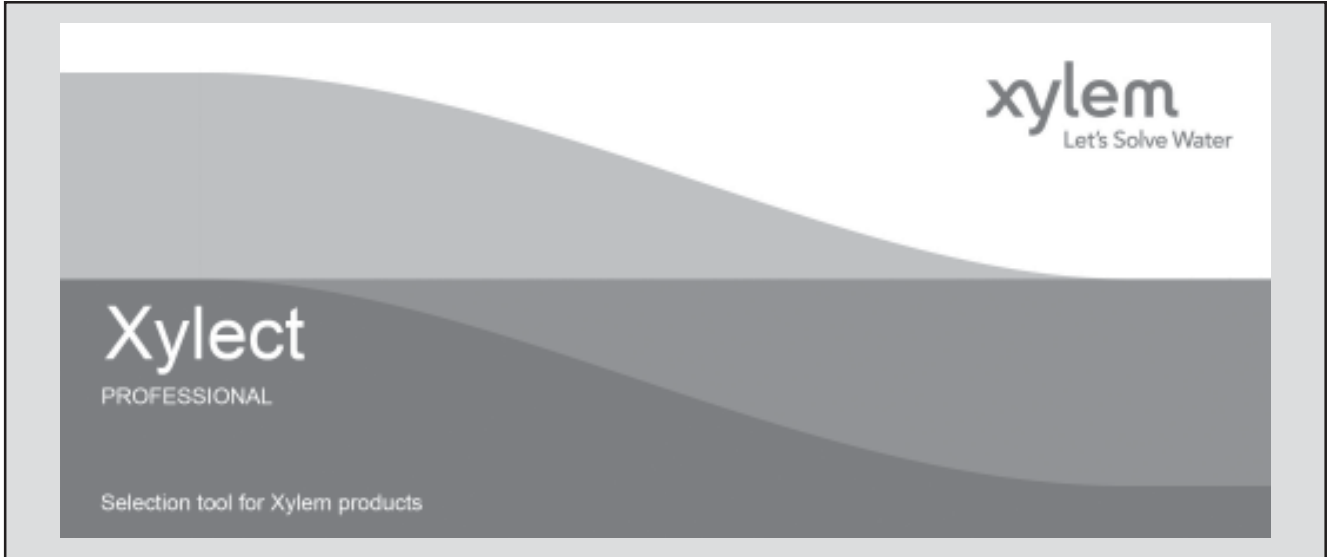 xylem
Let's Solve Water
Xylect
PROFESSIONAL
Selection tool for Xylem products